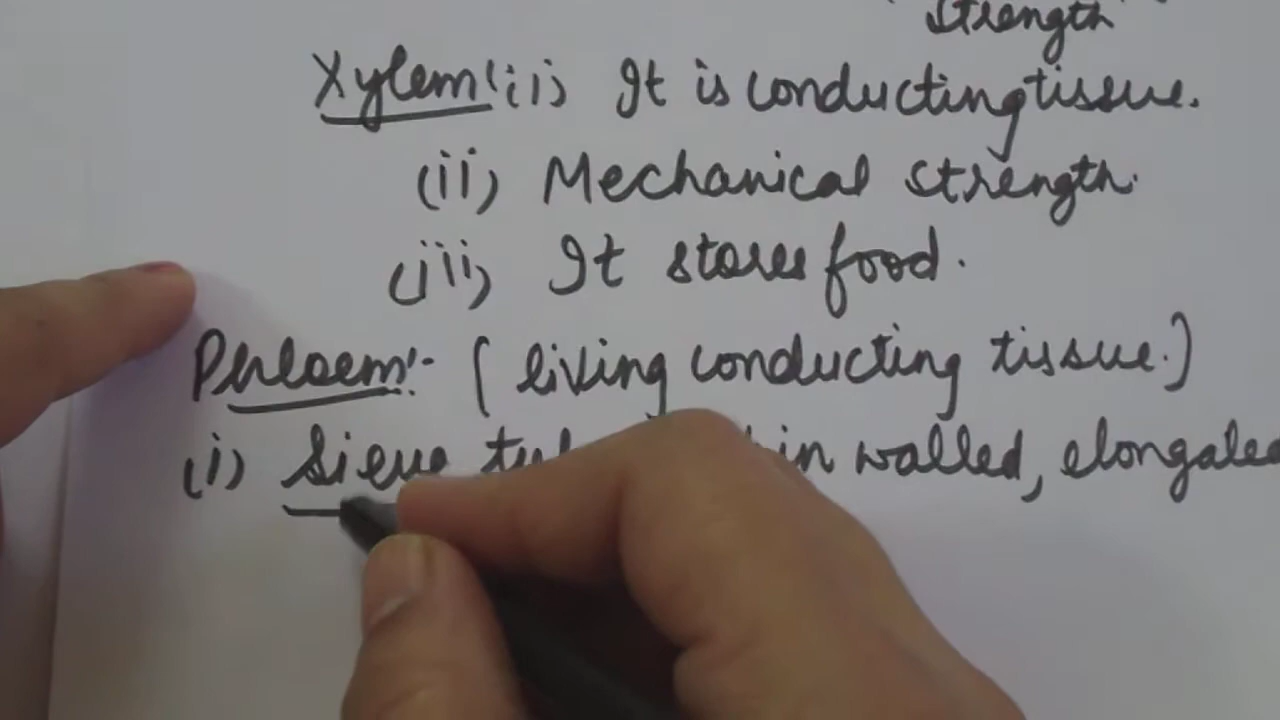 Strength
Xylem:(i) It is conducting tissue.
(ii) Mechanical strength.
(iii) It stores food.
Phloem:- (living conducting tissue.)
(i) Sieve walled, elongated